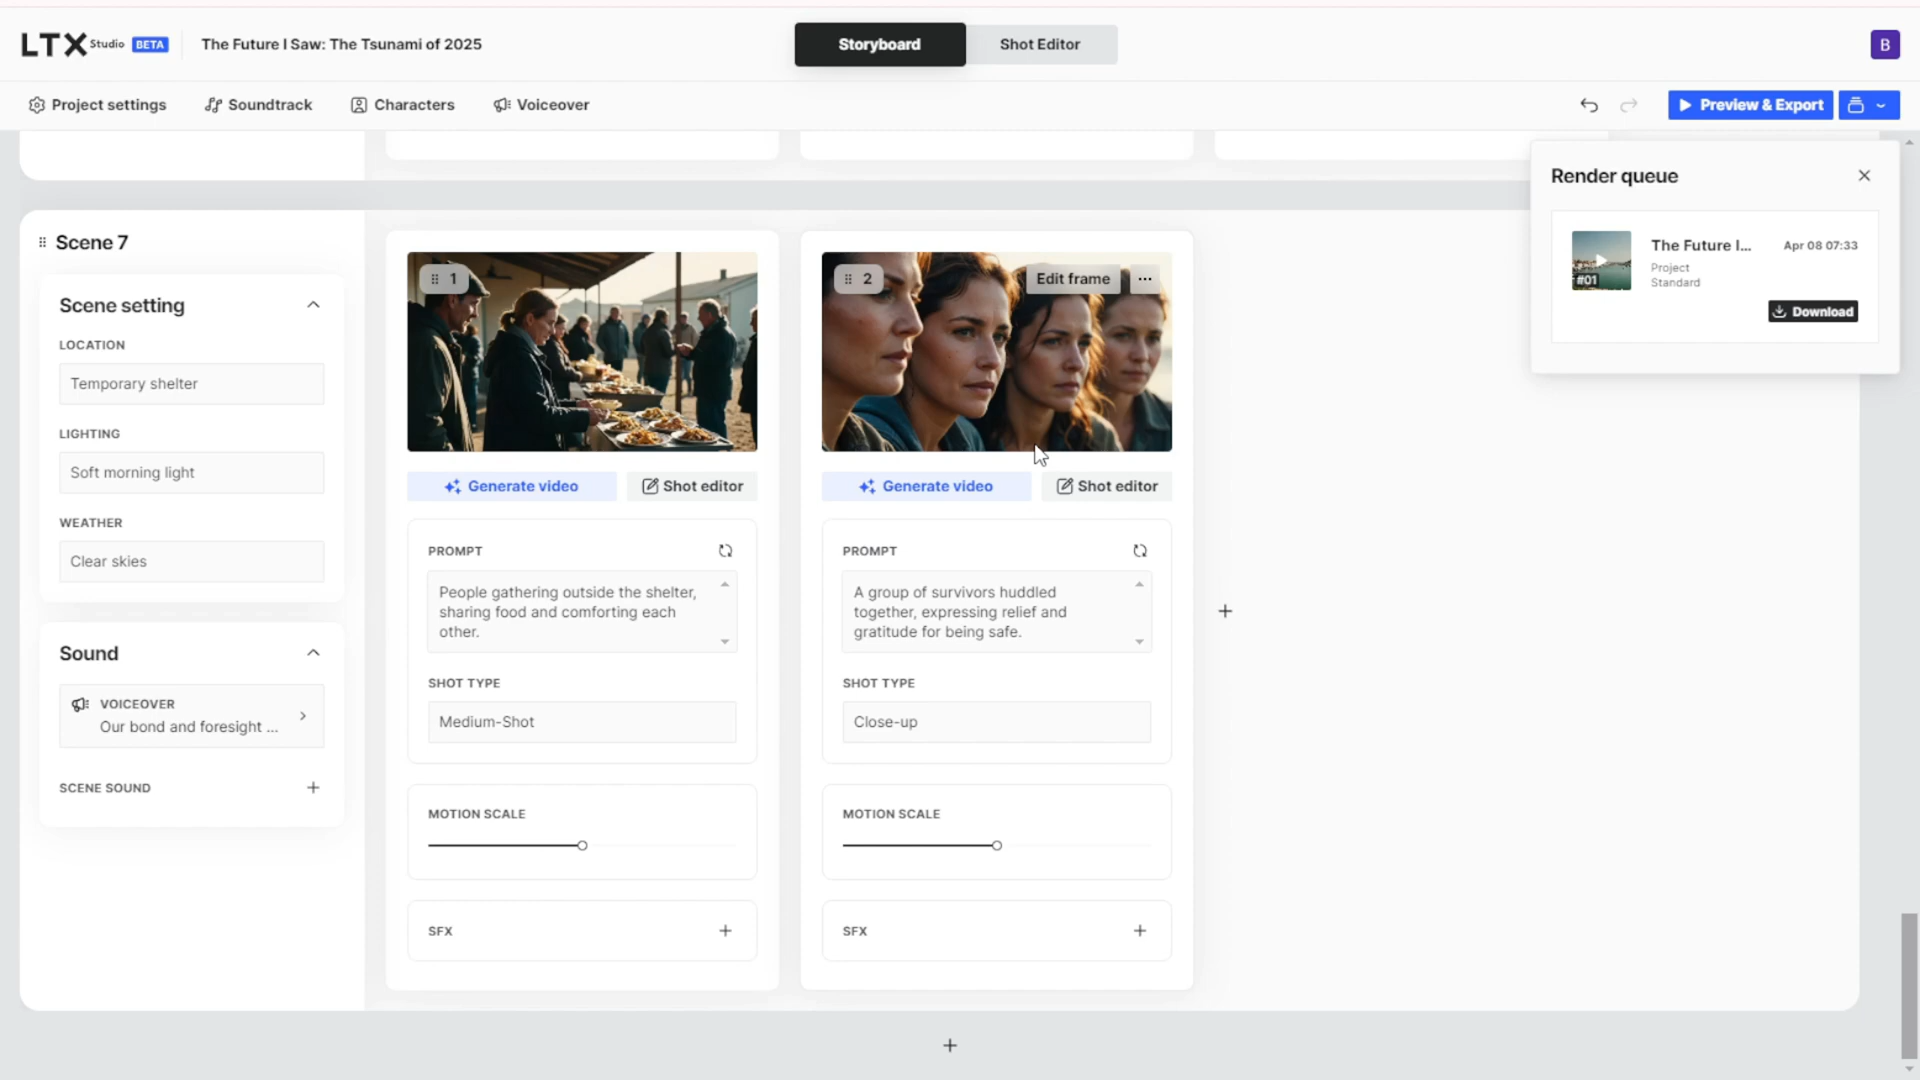 LTX Studio BETA
The Future I Saw: The Tsunami of 2025
Storyboard
Shot Editor
B
Project settings
Soundtrack
Characters
Voiceover
Preview & Export
Render queue
The Future I...
Apr 08 07:33
Project
Standard
#01
Download
Scene 7
Scene setting
LOCATION
Temporary shelter
LIGHTING
Soft morning light
WEATHER
Clear skies
Sound
VOICEOVER
Our bond and foresight ...
SCENE SOUND
1
Generate video
Shot editor
PROMPT
People gathering outside the shelter,
sharing food and comforting each
other.
SHOT TYPE
Medium-Shot
MOTION SCALE
SFX
2
Edit frame
Generate video
Shot editor
PROMPT
A group of survivors huddled
together, expressing relief and
gratitude for being safe.
SHOT TYPE
Close-up
MOTION SCALE
SFX